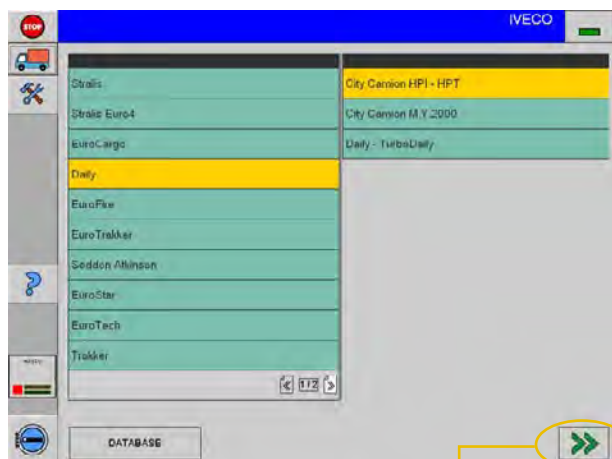 STOP
IVECO
Stralis
Stralis Euro4
EuroCargo
Daily
EuroFire
EuroTrakker
Seddon Atkinson
EuroStar
EuroTech
Trakker
1/2
City Camion HPI - HPT
City Camion M.Y.2000
Daily - TurboDaily
DATABASE